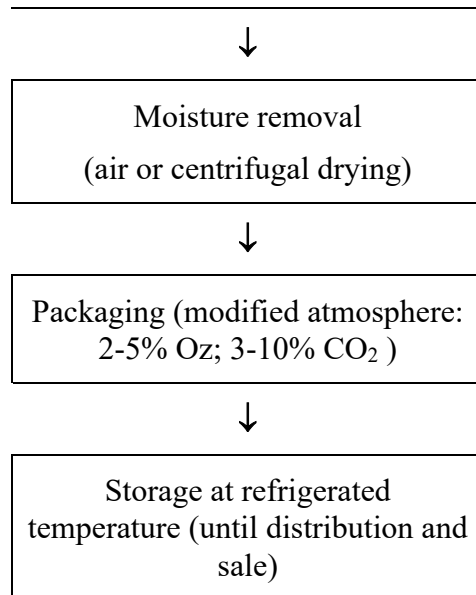 ↓
Moisture removal
(air or centrifugal drying)
↓
Packaging (modified atmosphere:
2-5% Oz; 3-10% CO₂ )
↓
Storage at refrigerated
temperature (until distribution and
sale)